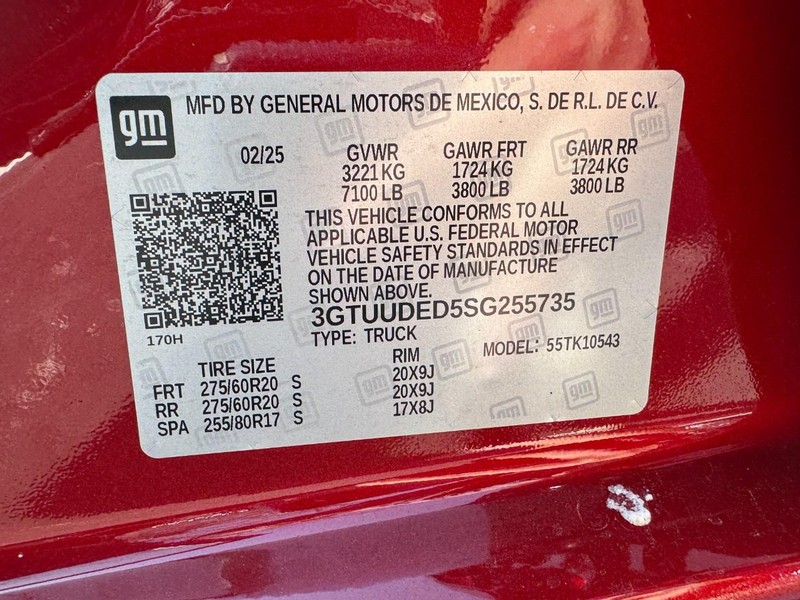 gm
MFD BY GENERAL MOTORS DE MEXICO, S. DE R.L. DE C.V.
02/25 GVWR GAWR FRT GAWR RR
3221 KG 1724 KG 1724 KG
7100 LB 3800 LB 3800 LB
THIS VEHICLE CONFORMS TO ALL
APPLICABLE U.S. FEDERAL MOTOR
VEHICLE SAFETY STANDARDS IN EFFECT
ON THE DATE OF MANUFACTURE
SHOWN ABOVE.
3GTUUDED5SG255735
170H TYPE: TRUCK MODEL: 55TK10543
TIRE SIZE RIM
FRT 275/60R20 S 20X9J
RR 275/60R20 S 20X9J
SPA 255/80R17 S 17X8J